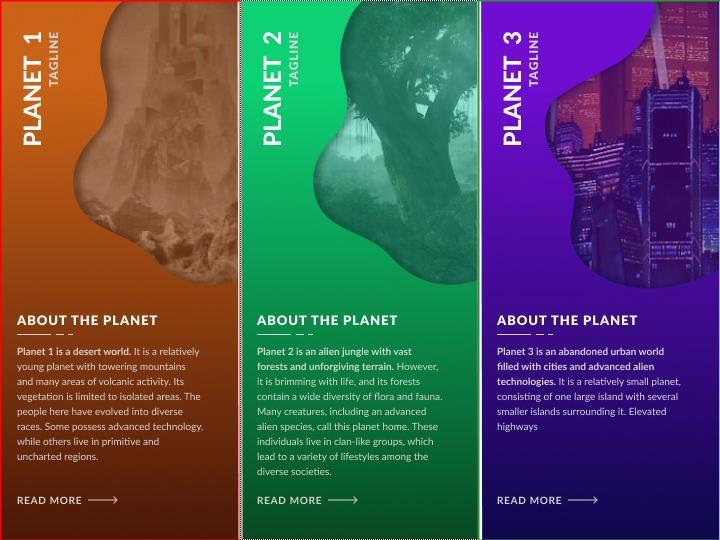 PLANET 1
TAGLINE
ABOUT THE PLANET
Planet 1 is a desert world. It is a relatively
young planet with towering mountains
and many areas of volcanic activity. Its
vegetation is limited to isolated areas. The
people here have evolved into diverse
races. Some possess advanced technology,
while others live in primitive and
uncharted regions.
READ MORE
PLANET 2
TAGLINE
ABOUT THE PLANET
Planet 2 is an alien jungle with vast
forests and unforgiving terrain. However,
it is brimming with life, and its forests
contain a wide diversity of flora and fauna.
Many creatures, including an advanced
alien species, call this planet home. These
individuals live in clan-like groups, which
lead to a variety of lifestyles among the
diverse societies.
READ MORE
PLANET 3
TAGLINE
ABOUT THE PLANET
Planet 3 is an abandoned urban world
filled with cities and advanced alien
technologies. It is a relatively small planet,
consisting of one large island with several
smaller islands surrounding it. Elevated
highways
READ MORE